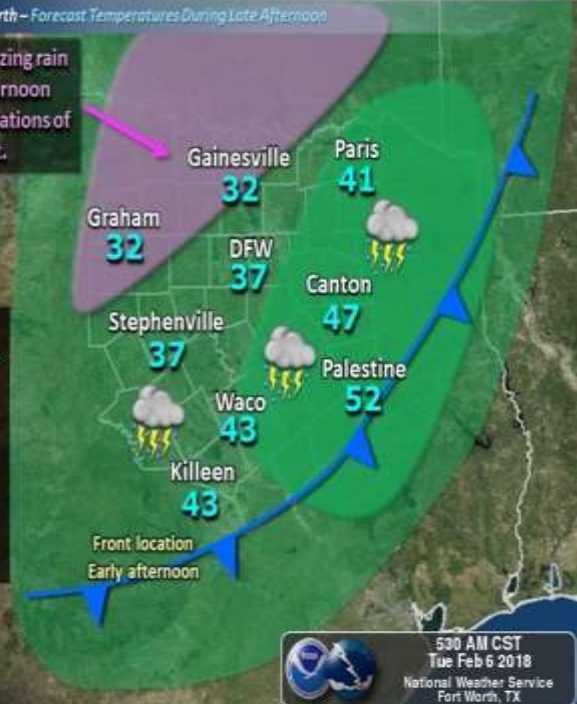 rth – Forecast Temperatures During Late Afternoon
zing rain
rnoon
ations of
t.
Gainesville
32
Paris
41
Graham
32
DFW
37
Canton
47
Stephenville
37
Palestine
52
Waco
43
Killeen
43
Front location
Early afternoon
530 AM CST
Tue Feb 6 2018
National Weather Service
Fort Worth, TX